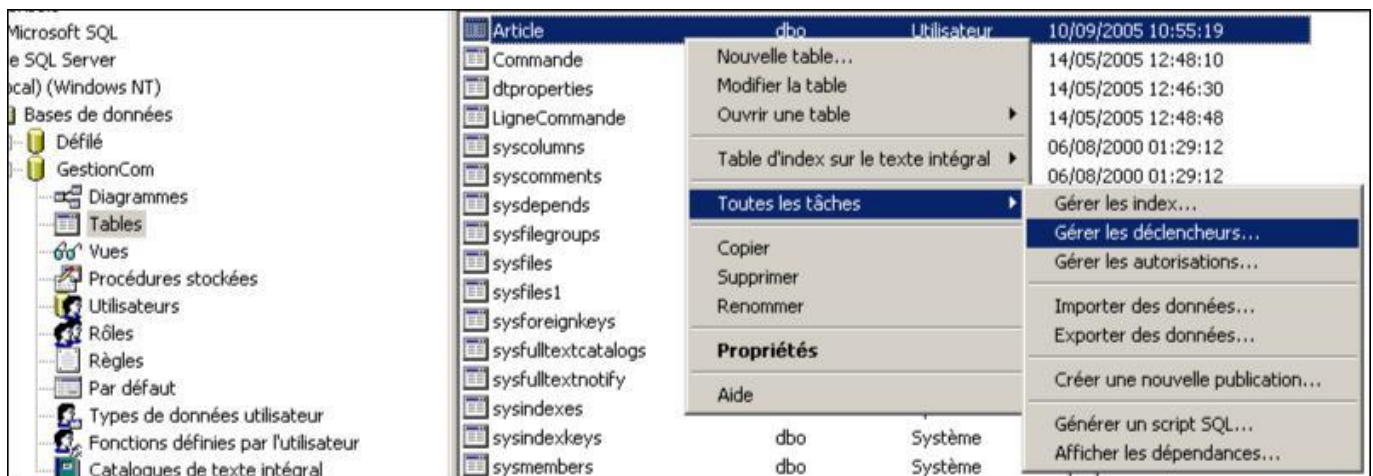 Microsoft SQL
e SQL Server
ocal) (Windows NT)
Bases de données
Défilé
GestionCom
Diagrammes
Tables
Vues
Procédures stockées
Utilisateurs
Rôles
Règles
Par défaut
Types de données utilisateur
Fonctions définies par l'utilisateur
Catalogues de texte intégral
Article dbo Utilisateur 10/09/2005 10:55:19
Commande 14/05/2005 12:48:10
dtproperties 14/05/2005 12:46:30
LigneCommande 14/05/2005 12:48:48
syscolumns 06/08/2000 01:29:12
syscomments 06/08/2000 01:29:12
sysdepends
sysfilegroups
sysfiles
sysfiles1
sysforeignkeys
sysfulltextcatalogs
sysfulltextnotify
sysindexes
sysindexkeys dbo Système
sysmembers dbo Système
Nouvelle table...
Modifier la table
Ouvrir une table
Table d'index sur le texte intégral
Toutes les tâches
Copier
Supprimer
Renommer
Propriétés
Aide
Gérer les index...
Gérer les déclencheurs...
Gérer les autorisations...
Importer des données...
Exporter des données...
Créer une nouvelle publication...
Générer un script SQL...
Afficher les dépendances...